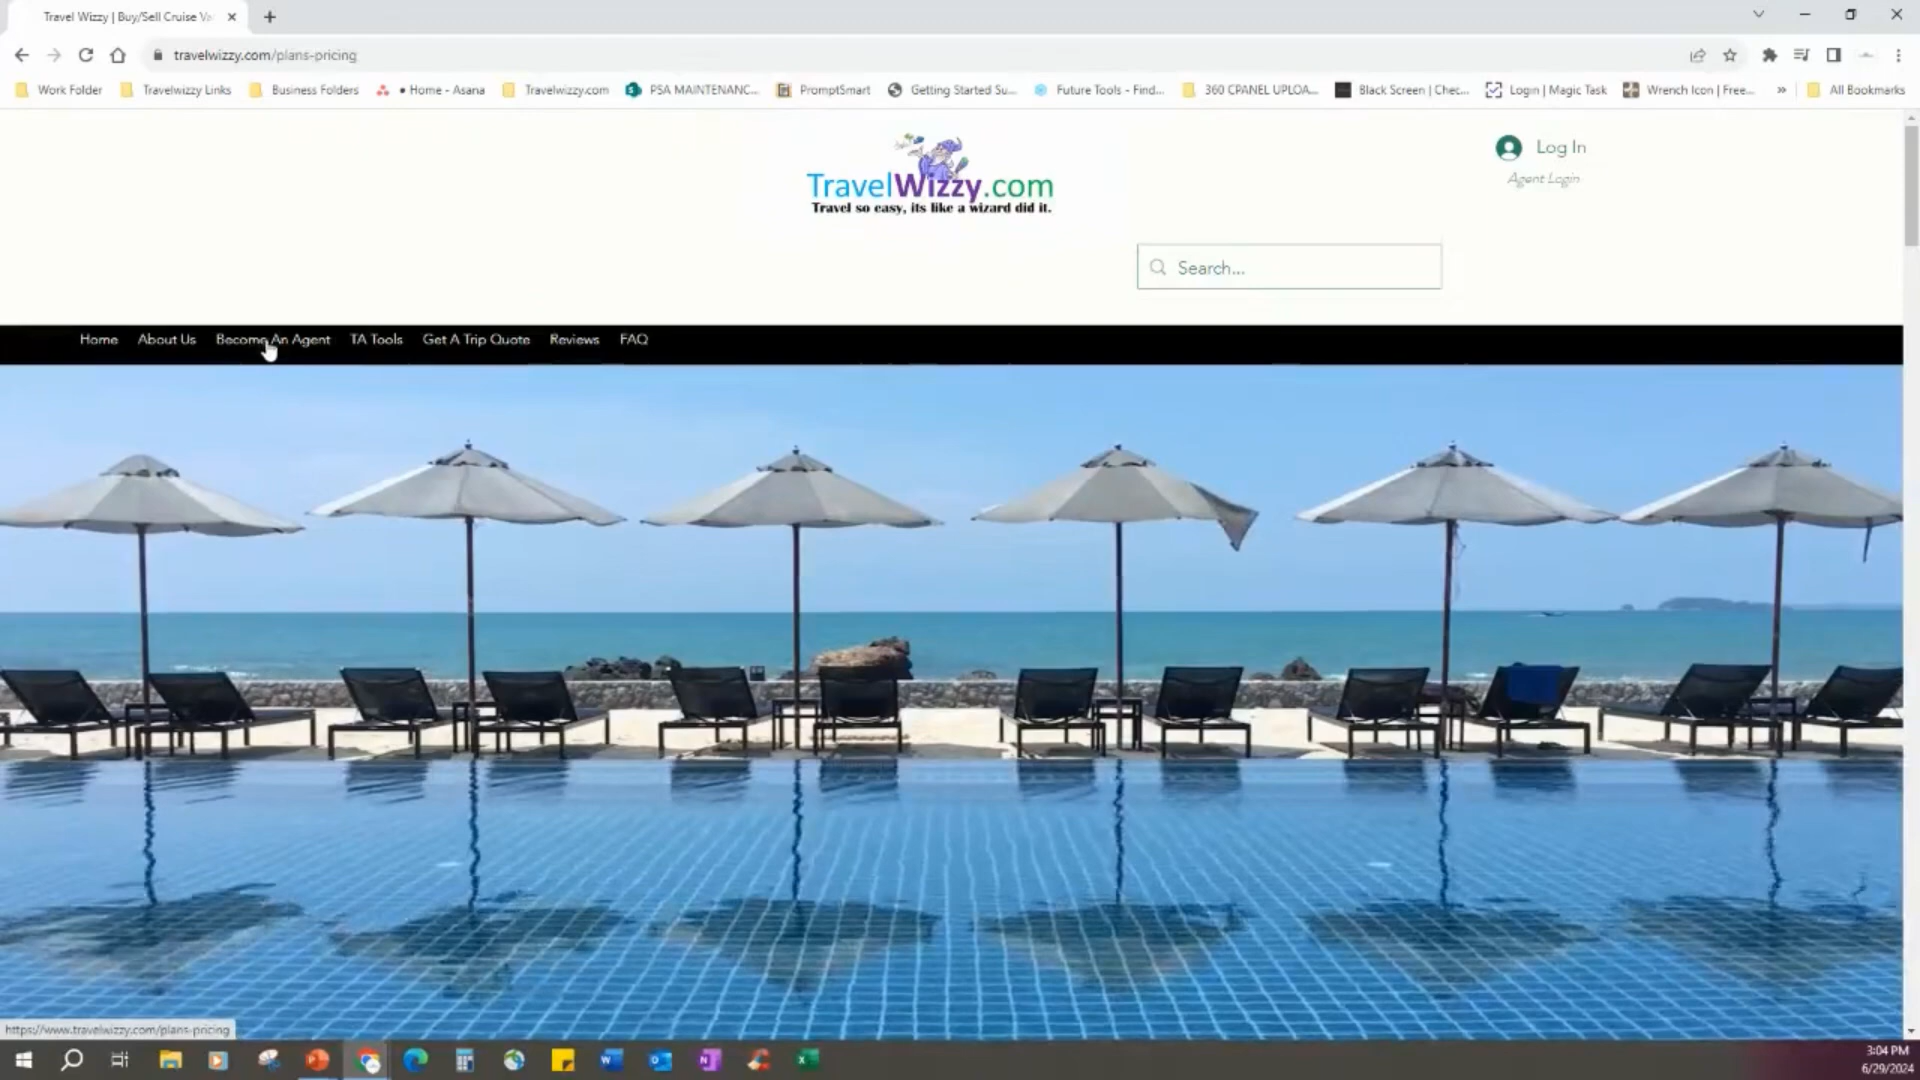 Travel Wizzy | Buy/Sell Cruise Va
travelwizzy.com/plans-pricing
Work Folder Travelwizzy Links Business Folders • Home - Asana Travelwizzy.com PSA MAINTENANC... PromptSmart Getting Started Su... Future Tools - Find... 360 CPANEL UPLOA... Black Screen | Chec... Login | Magic Task Wrench Icon | Free... » All Bookmarks
TravelWizzy.com
Travel so easy, its like a wizard did it.
Log In
Agent Login
Search...
Home About Us Become An Agent TA Tools Get A Trip Quote Reviews FAQ
https://www.travelwizzy.com/plans-pricing
3:04 PM
6/29/2024